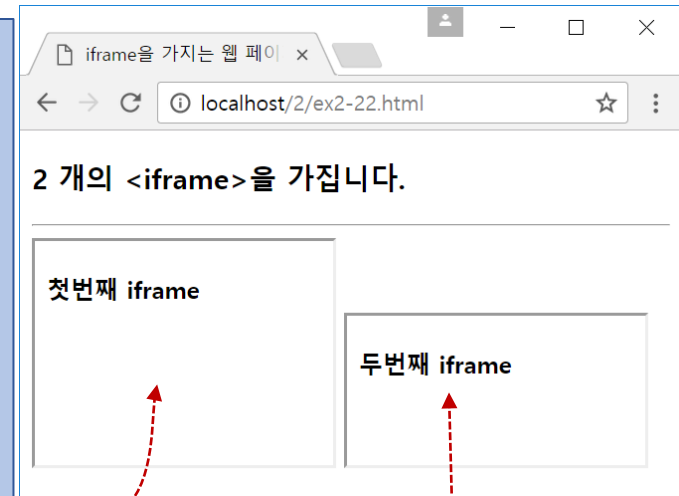 iframe을 가지는 웹 페이
localhost/2/ex2-22.html
2 개의 <iframe>을 가집니다.
첫번째 iframe
두번째 iframe